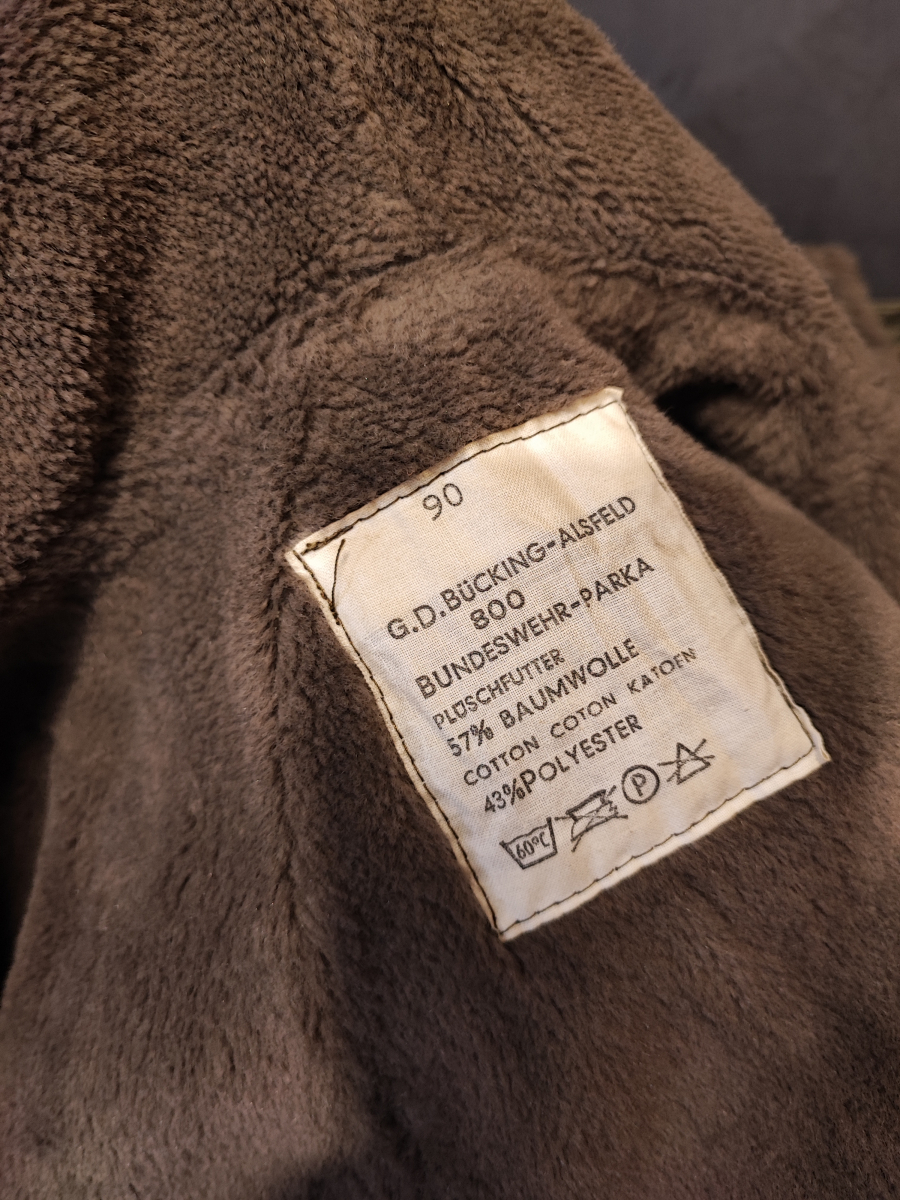 90
G.D.BÜCKING-ALSFELD
800
BUNDESWEHR-PARKA
PLÜSCHFUTTER
57% BAUMWOLLE
COTTON COTON KATOEN
43%POLYESTER
60°C P